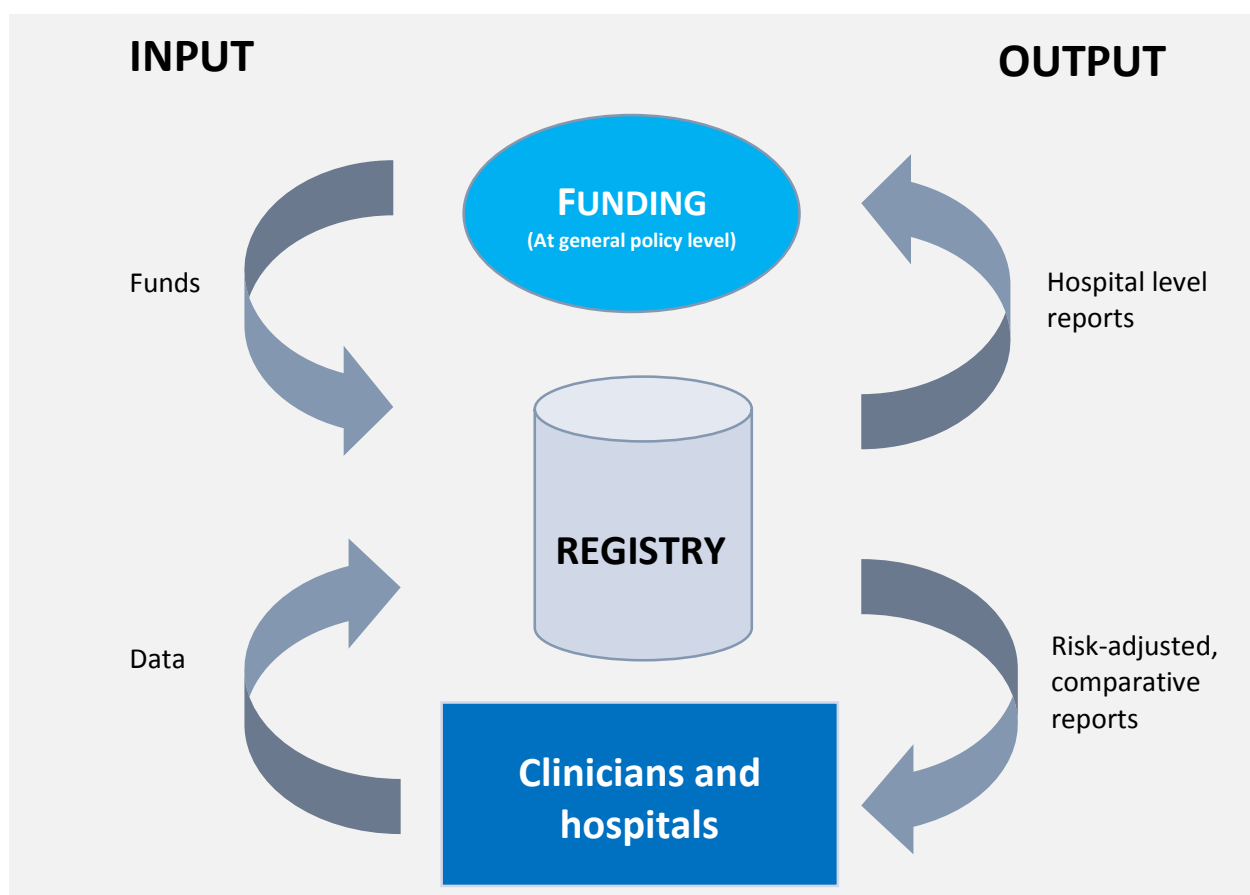 INPUT
OUTPUT
FUNDING
(At general policy level)
Funds
Hospital level
reports
REGISTRY
Data
Risk-adjusted,
comparative
reports
Clinicians and
hospitals